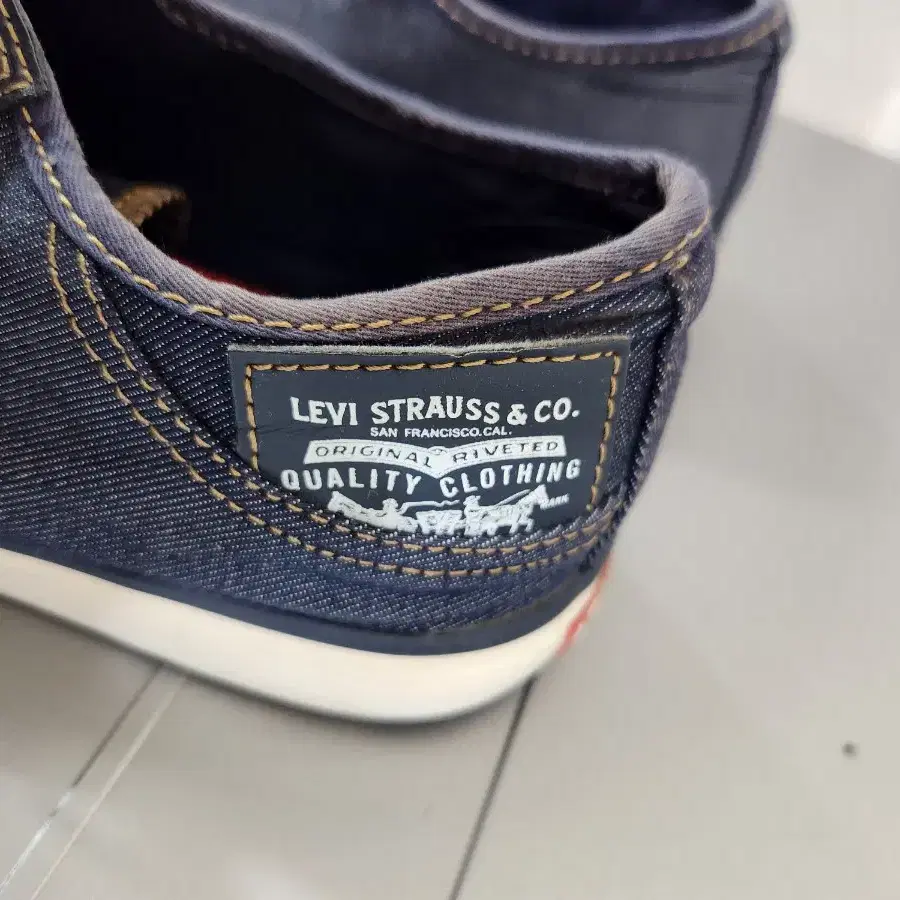 LEVI STRAUSS & CO.
SAN FRANCISCO.CAL.
ORIGINAL RIVETED
QUALITY CLOTHING